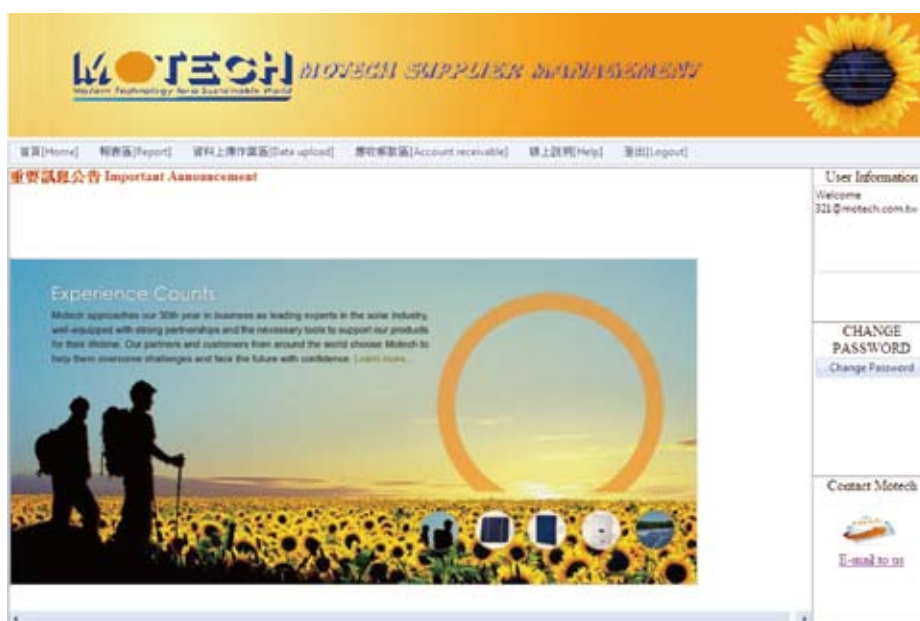 MOTECH MOTECH SUPPLIER MANAGEMENT
Modern Technology for a Sustainable World
首頁[Home] 報表區[Report] 資料上傳作業區[Data upload] 應收帳款區[Account receivable] 線上說明[Help] 登出[Logout]
重要訊息公告 Important Announcement
User Information
Welcome
321@motech.com.tw
Experience Counts
Motech approaches our 30th year in business as leading experts in the solar industry,
well-equipped with strong partnerships and the necessary tools to support our products
for their lifetime. Our partners and customers from around the world choose Motech to
help them overcome challenges and face the future with confidence. Learn more...
CHANGE
PASSWORD
Change Password
Contact Motech
E-mail to us